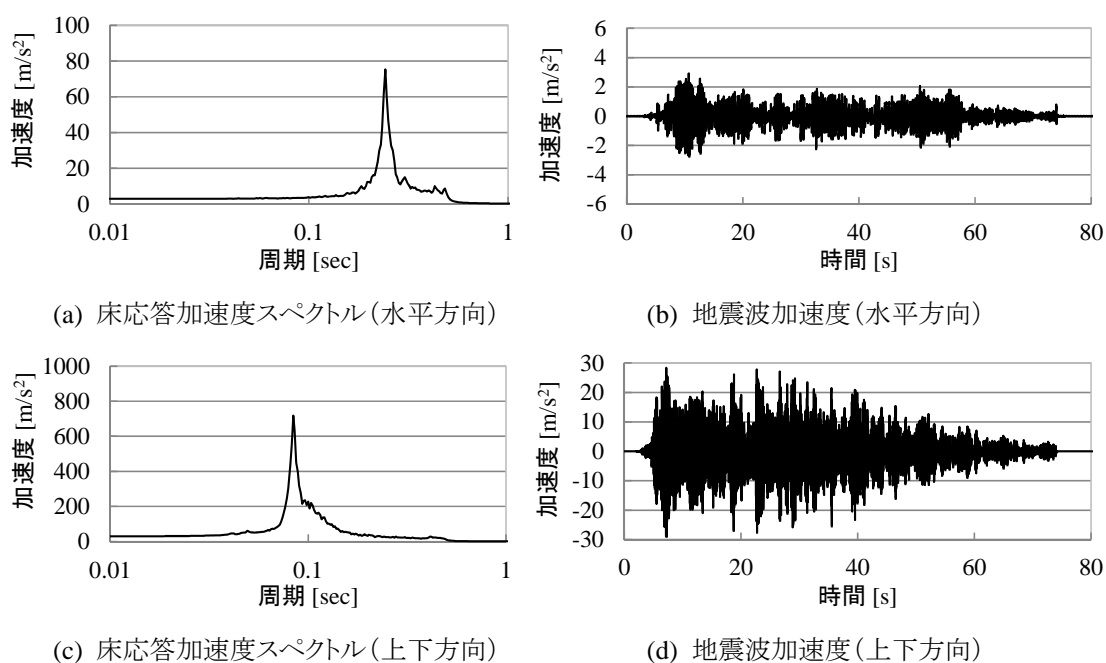 100
80
60
40
20
0
加速度 [m/s²]
0.01 0.1 1
周期 [sec]
(a) 床応答加速度スペクトル(水平方向)
6
4
2
0
-2
-4
-6
加速度 [m/s²]
0 20 40 60 80
時間 [s]
(b) 地震波加速度(水平方向)
1000
800
600
400
200
0
加速度 [m/s²]
0.01 0.1 1
周期 [sec]
(c) 床応答加速度スペクトル(上下方向)
30
20
10
0
-10
-20
-30
加速度 [m/s²]
0 20 40 60 80
時間 [s]
(d) 地震波加速度(上下方向)